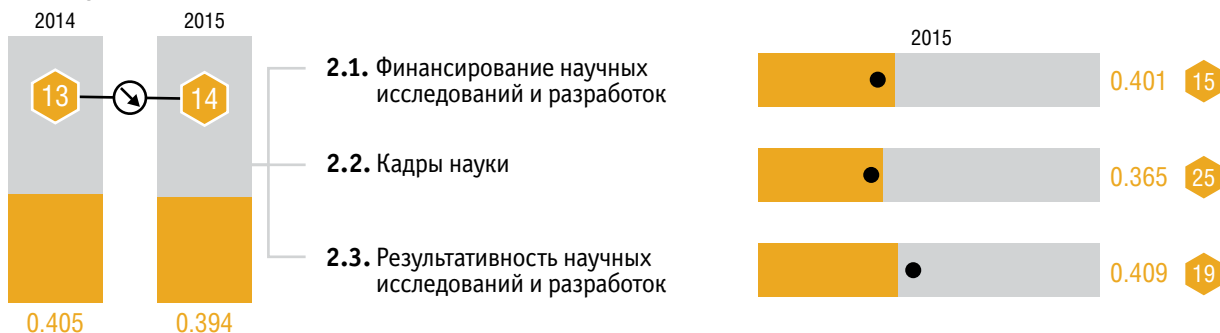 2014
2015
13
14
0.405
0.394
2.1. Финансирование научных
исследований и разработок
2.2. Кадры науки
2.3. Результативность научных
исследований и разработок
2015
0.401
15
0.365
25
0.409
19